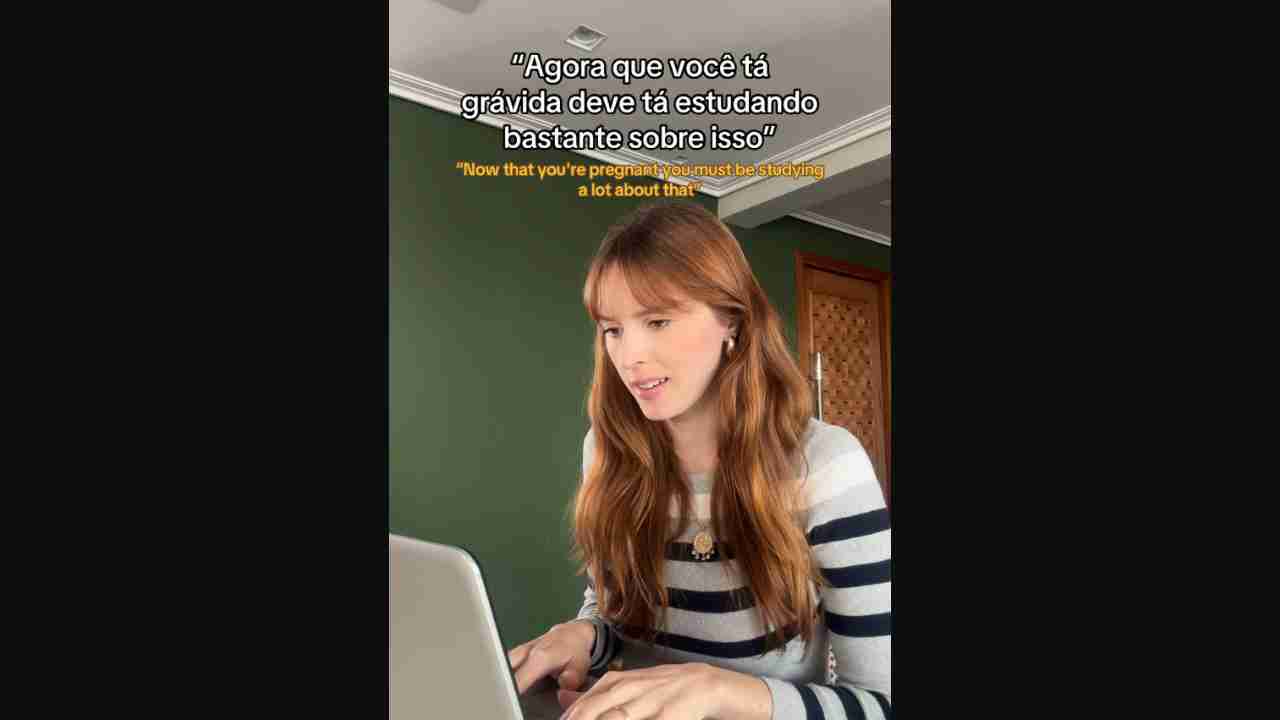 “Agora que você tá
grávida deve tá estudando
bastante sobre isso”
“Now that you're pregnant you must be studying
a lot about that”